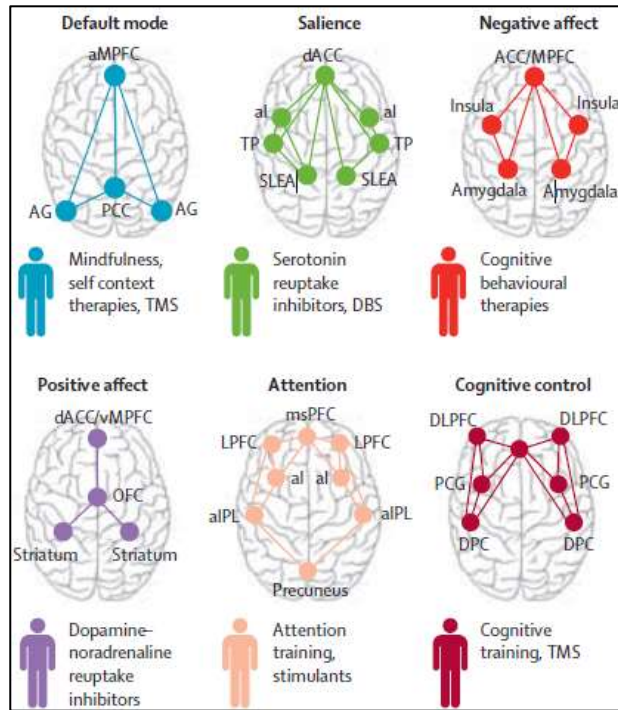 Default mode
aMPFC
AG
PCC
AG
Mindfulness,
self context
therapies, TMS
Salience
dACC
aI
aI
TP
TP
SLEA
SLEA
Serotonin
reuptake
inhibitors, DBS
Negative affect
ACC/MPFC
Insula
Insula
Amygdala
Amygdala
Cognitive
behavioural
therapies
Positive affect
dACC/vMPFC
OFC
Striatum
Striatum
Dopamine–
noradrenaline
reuptake
inhibitors
Attention
msPFC
LPFC
LPFC
aI
aI
aIPL
aIPL
Precuneus
Attention
training,
stimulants
Cognitive control
DLPFC
DLPFC
PCG
PCG
DPC
DPC
Cognitive
training, TMS